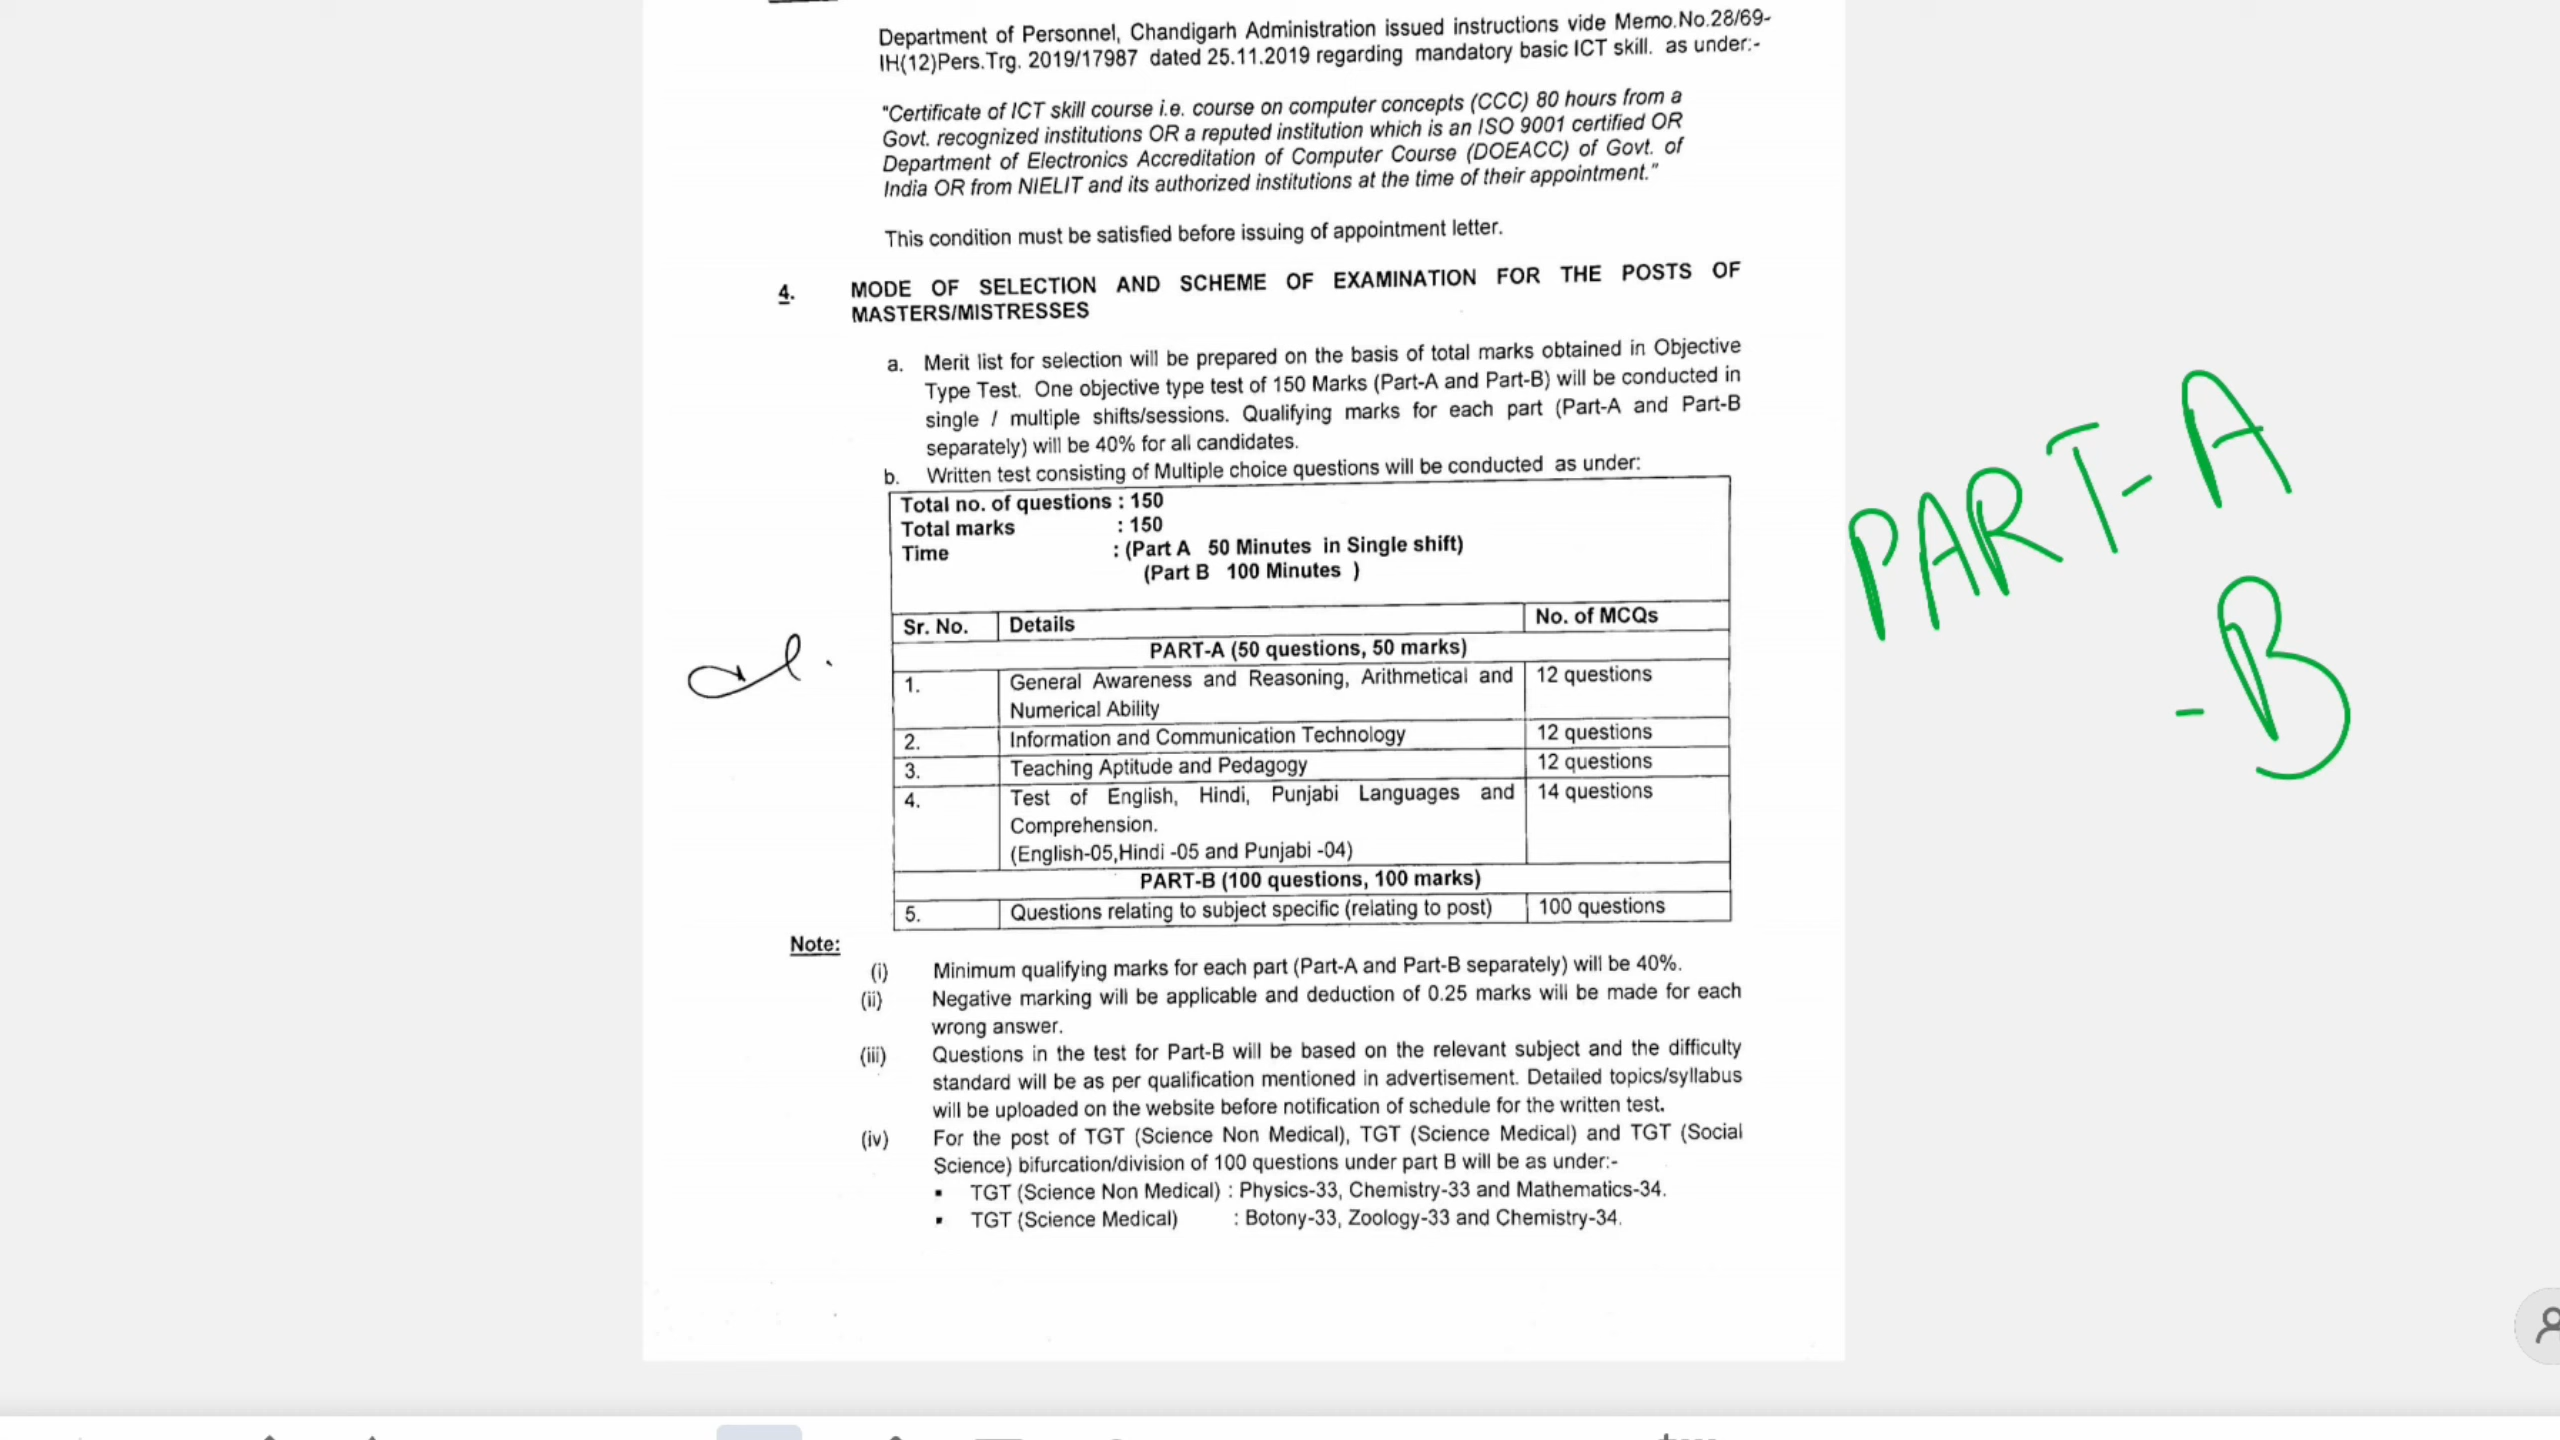 Department of Personnel, Chandigarh Administration issued instructions vide Memo.No.28/69-
IH(12)Pers.Trg. 2019/17987 dated 25.11.2019 regarding mandatory basic ICT skill. as under:-
"Certificate of ICT skill course i.e. course on computer concepts (CCC) 80 hours from a
Govt. recognized institutions OR a reputed institution which is an ISO 9001 certified OR
Department of Electronics Accreditation of Computer Course (DOEACC) of Govt. of
India OR from NIELIT and its authorized institutions at the time of their appointment."
This condition must be satisfied before issuing of appointment letter.
4. MODE OF SELECTION AND SCHEME OF EXAMINATION FOR THE POSTS OF
MASTERS/MISTRESSES
a. Merit list for selection will be prepared on the basis of total marks obtained in Objective
Type Test. One objective type test of 150 Marks (Part-A and Part-B) will be conducted in
single / multiple shifts/sessions. Qualifying marks for each part (Part-A and Part-B
separately) will be 40% for all candidates.
b. Written test consisting of Multiple choice questions will be conducted as under:
Total no. of questions : 150
Total marks : 150
Time : (Part A 50 Minutes in Single shift)
(Part B 100 Minutes )
Sr. No. Details No. of MCQs
PART-A (50 questions, 50 marks)
1. General Awareness and Reasoning, Arithmetical and 12 questions
Numerical Ability
2. Information and Communication Technology 12 questions
3. Teaching Aptitude and Pedagogy 12 questions
4. Test of English, Hindi, Punjabi Languages and 14 questions
Comprehension.
(English-05,Hindi -05 and Punjabi -04)
PART-B (100 questions, 100 marks)
5. Questions relating to subject specific (relating to post) 100 questions
Note:
(i) Minimum qualifying marks for each part (Part-A and Part-B separately) will be 40%.
(ii) Negative marking will be applicable and deduction of 0.25 marks will be made for each
wrong answer.
(iii) Questions in the test for Part-B will be based on the relevant subject and the difficulty
standard will be as per qualification mentioned in advertisement. Detailed topics/syllabus
will be uploaded on the website before notification of schedule for the written test.
(iv) For the post of TGT (Science Non Medical), TGT (Science Medical) and TGT (Social
Science) bifurcation/division of 100 questions under part B will be as under:-
▪ TGT (Science Non Medical) : Physics-33, Chemistry-33 and Mathematics-34.
▪ TGT (Science Medical) : Botony-33, Zoology-33 and Chemistry-34.
PART-A
-B